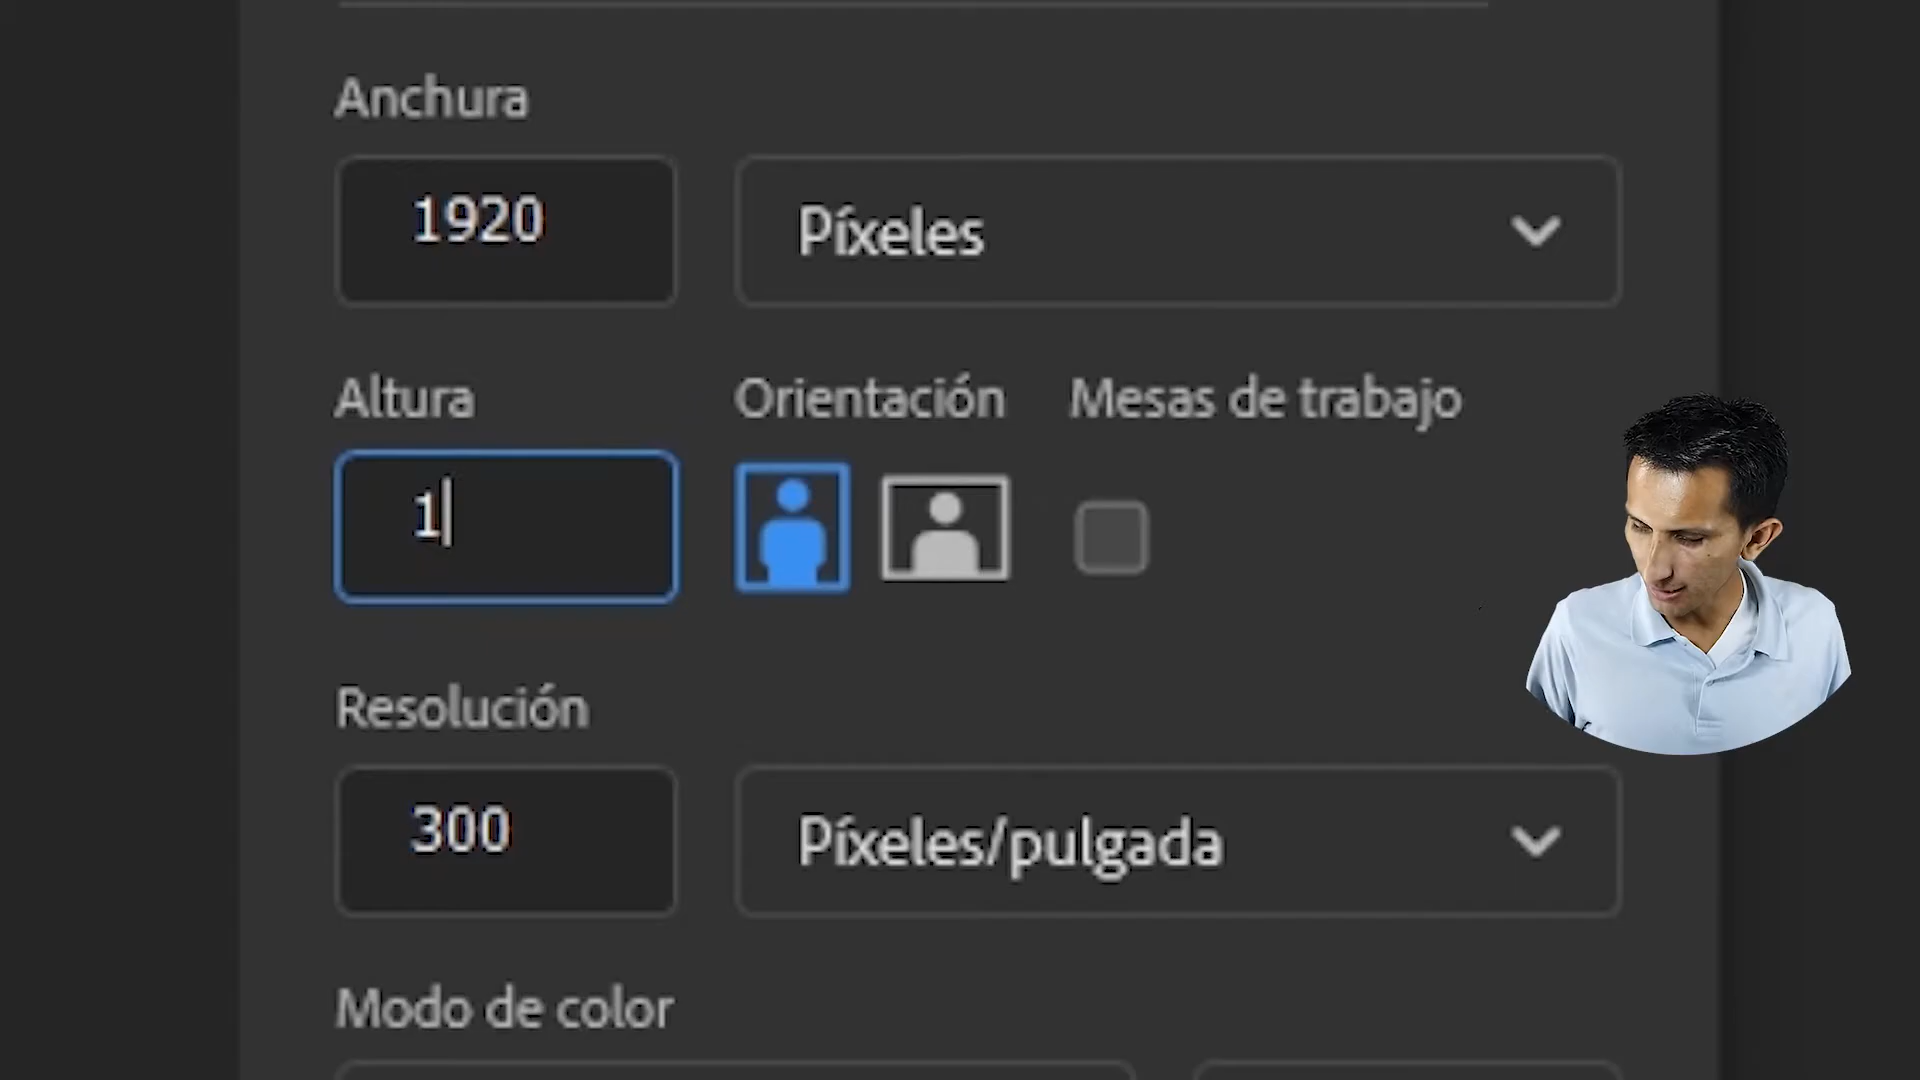 Anchura
1920 Píxeles
Altura Orientación Mesas de trabajo
1
Resolución
300 Píxeles/pulgada
Modo de color